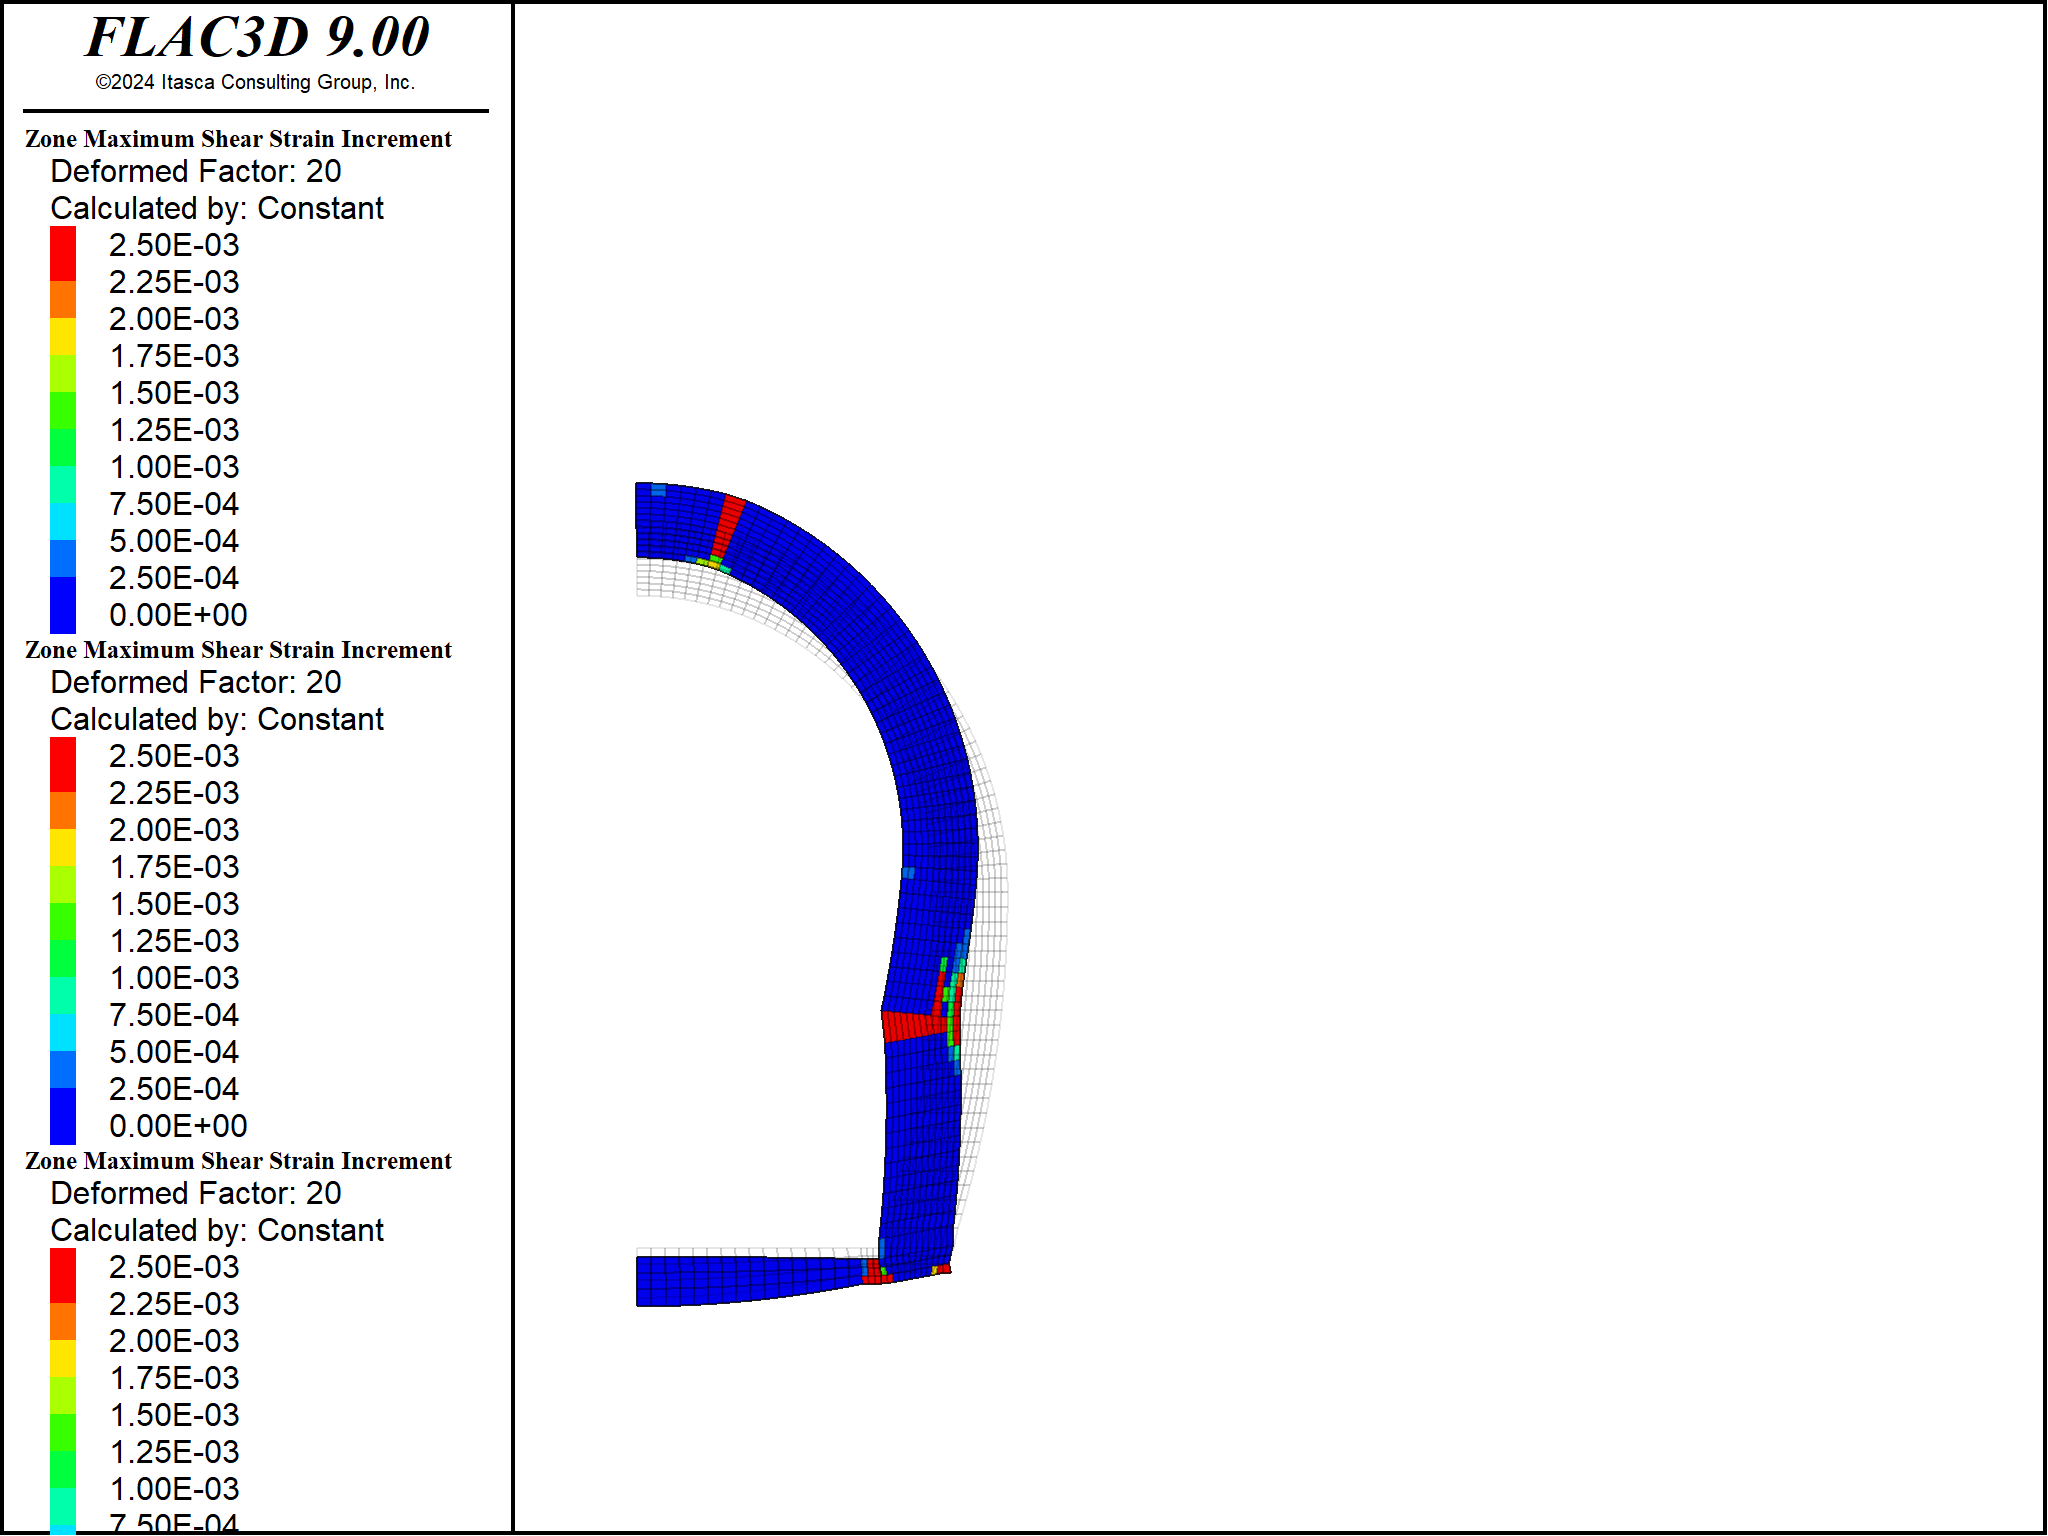 FLAC3D 9.00
©2024 Itasca Consulting Group, Inc.
Zone Maximum Shear Strain Increment
Deformed Factor: 20
Calculated by: Constant
2.50E-03
2.25E-03
2.00E-03
1.75E-03
1.50E-03
1.25E-03
1.00E-03
7.50E-04
5.00E-04
2.50E-04
0.00E+00
Zone Maximum Shear Strain Increment
Deformed Factor: 20
Calculated by: Constant
2.50E-03
2.25E-03
2.00E-03
1.75E-03
1.50E-03
1.25E-03
1.00E-03
7.50E-04
5.00E-04
2.50E-04
0.00E+00
Zone Maximum Shear Strain Increment
Deformed Factor: 20
Calculated by: Constant
2.50E-03
2.25E-03
2.00E-03
1.75E-03
1.50E-03
1.25E-03
1.00E-03
7.50E-04